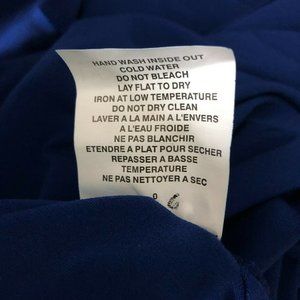 HAND WASH INSIDE OUT
COLD WATER
DO NOT BLEACH
LAY FLAT TO DRY
IRON AT LOW TEMPERATURE
DO NOT DRY CLEAN
LAVER A LA MAIN A L'ENVERS
A L'EAU FROIDE
NE PAS BLANCHIR
ETENDRE A PLAT POUR SECHER
REPASSER A BASSE
TEMPERATURE
NE PAS NETTOYER A SEC